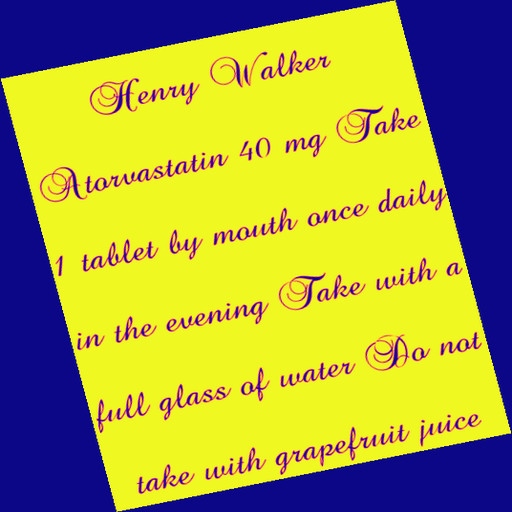 Henry Walker
Atorvastatin 40 mg Take
1 tablet by mouth once daily
in the evening Take with a
full glass of water Do not
take with grapefruit juice